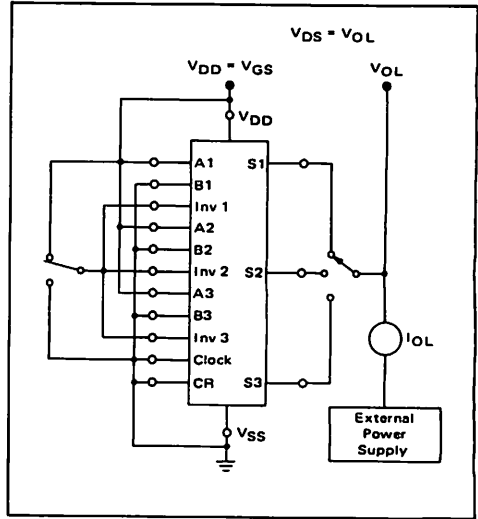 VDS = VOL
VDD = VGS
VOL
VDD
A1
S1
B1
Inv 1
A2
B2
Inv 2
S2
A3
B3
Inv 3
Clock
IOL
CR
S3
VSS
External
Power
Supply